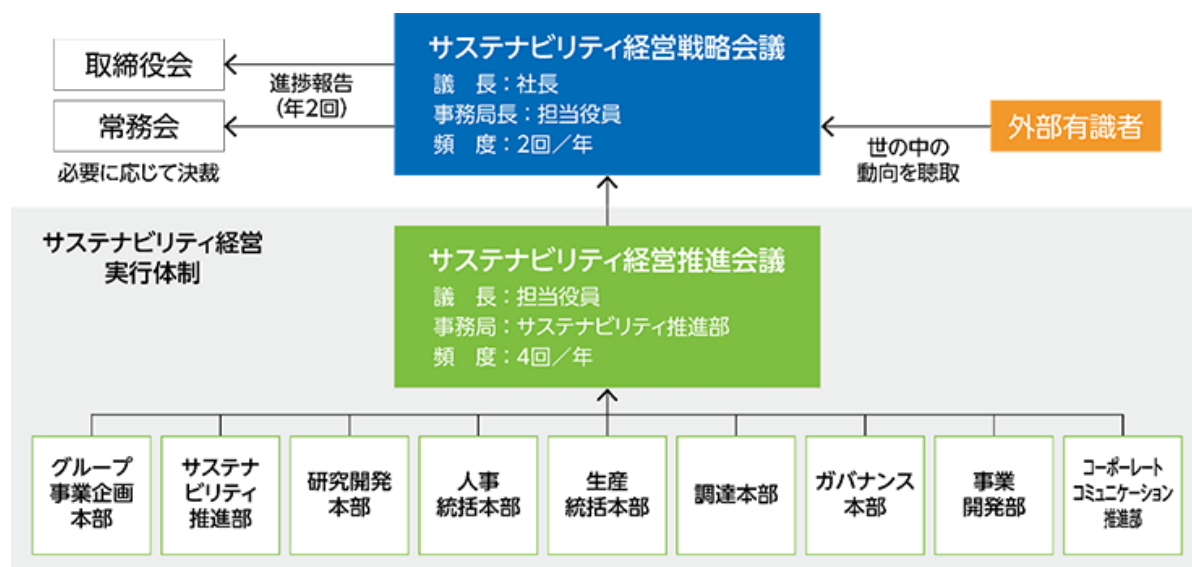 サステナビリティ経営戦略会議
議　長：社長
事務局長：担当役員
頻　度：2回／年
取締役会
常務会
必要に応じて決裁
進捗報告
(年2回)
外部有識者
世の中の
動向を聴取
サステナビリティ経営
実行体制
サステナビリティ経営推進会議
議　長：担当役員
事務局：サステナビリティ推進部
頻　度：4回／年
グループ
事業企画
本部
サステナ
ビリティ
推進部
研究開発
本部
人事
統括本部
生産
統括本部
調達本部
ガバナンス
本部
事業
開発部
コーポーレート
コミュニケーション
推進部